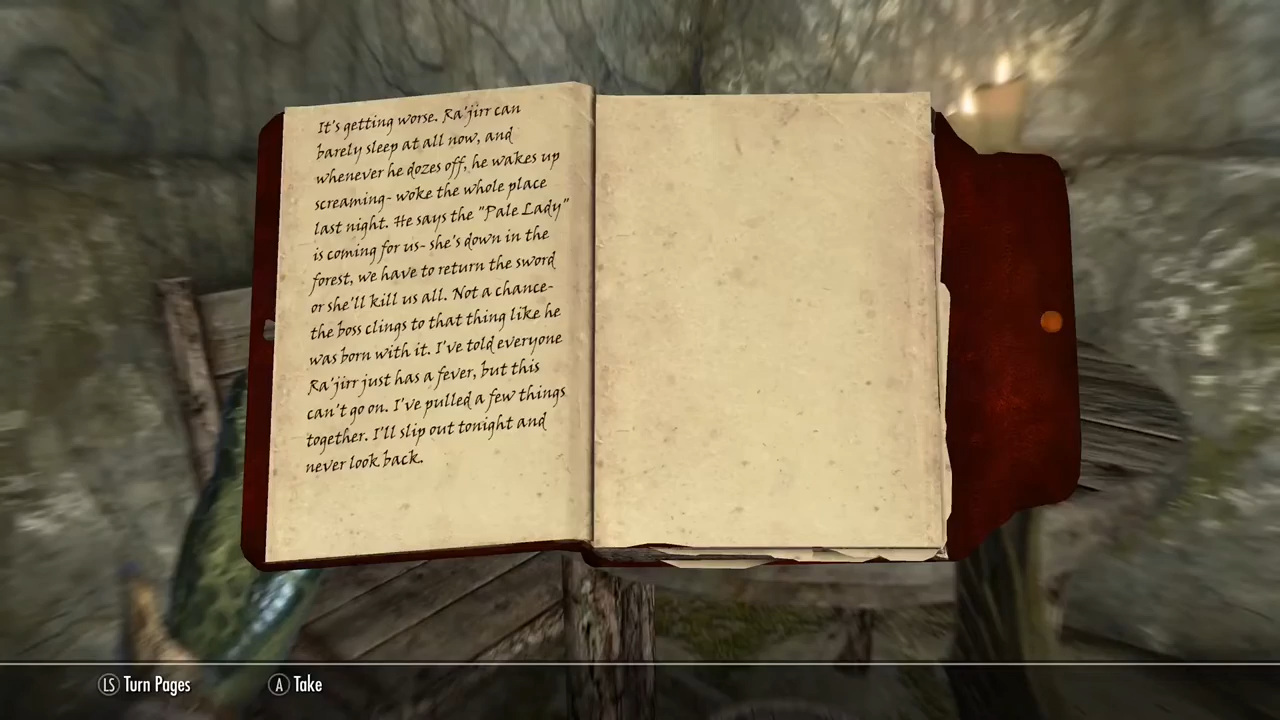 It's getting worse. Ra'jirr can
barely sleep at all now, and
whenever he dozes off, he wakes up
screaming- woke the whole place
last night. He says the "Pale Lady"
is coming for us- she's down in the
forest, we have to return the sword
or she'll kill us all. Not a chance-
the boss clings to that thing like he
was born with it. I've told everyone
Ra'jirr just has a fever, but this
can't go on. I've pulled a few things
together. I'll slip out tonight and
never look back.
LS Turn Pages
A Take